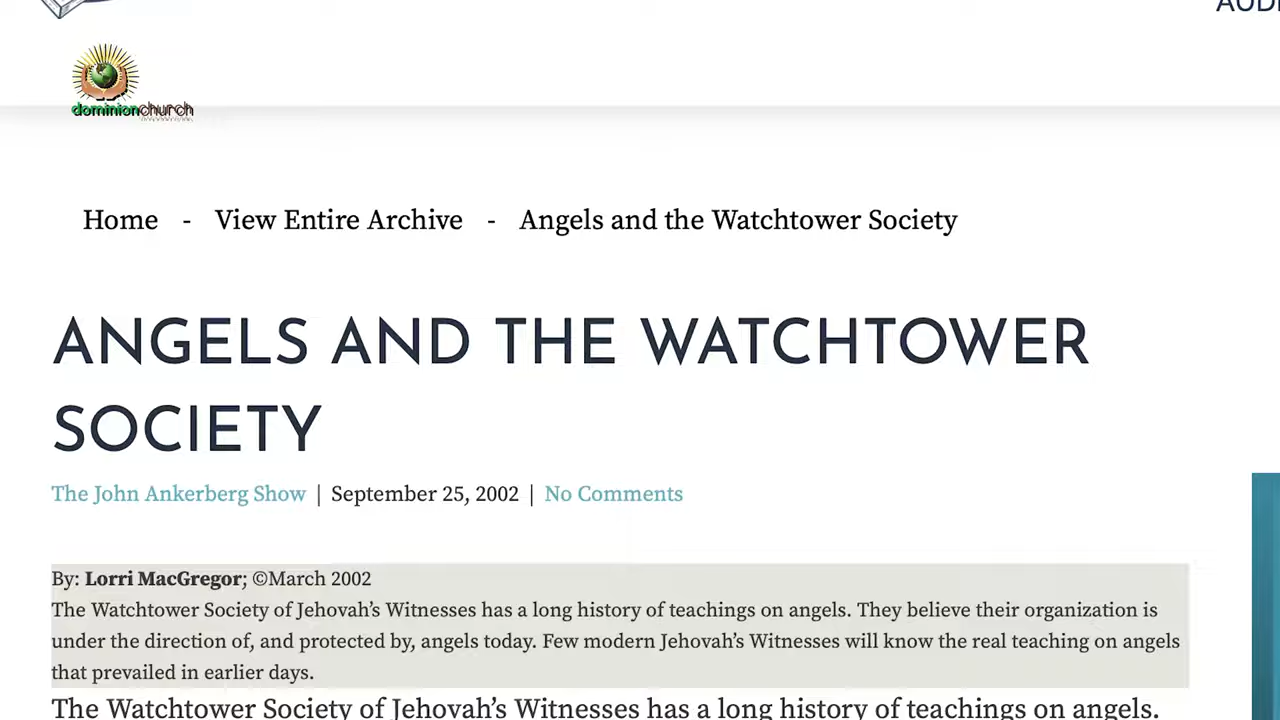 AUDI
dominionchurch
Home - View Entire Archive - Angels and the Watchtower Society
ANGELS AND THE WATCHTOWER
SOCIETY
The John Ankerberg Show | September 25, 2002 | No Comments
By: Lorri MacGregor; ©March 2002
The Watchtower Society of Jehovah’s Witnesses has a long history of teachings on angels. They believe their organization is
under the direction of, and protected by, angels today. Few modern Jehovah’s Witnesses will know the real teaching on angels
that prevailed in earlier days.
The Watchtower Society of Jehovah’s Witnesses has a long history of teachings on angels.